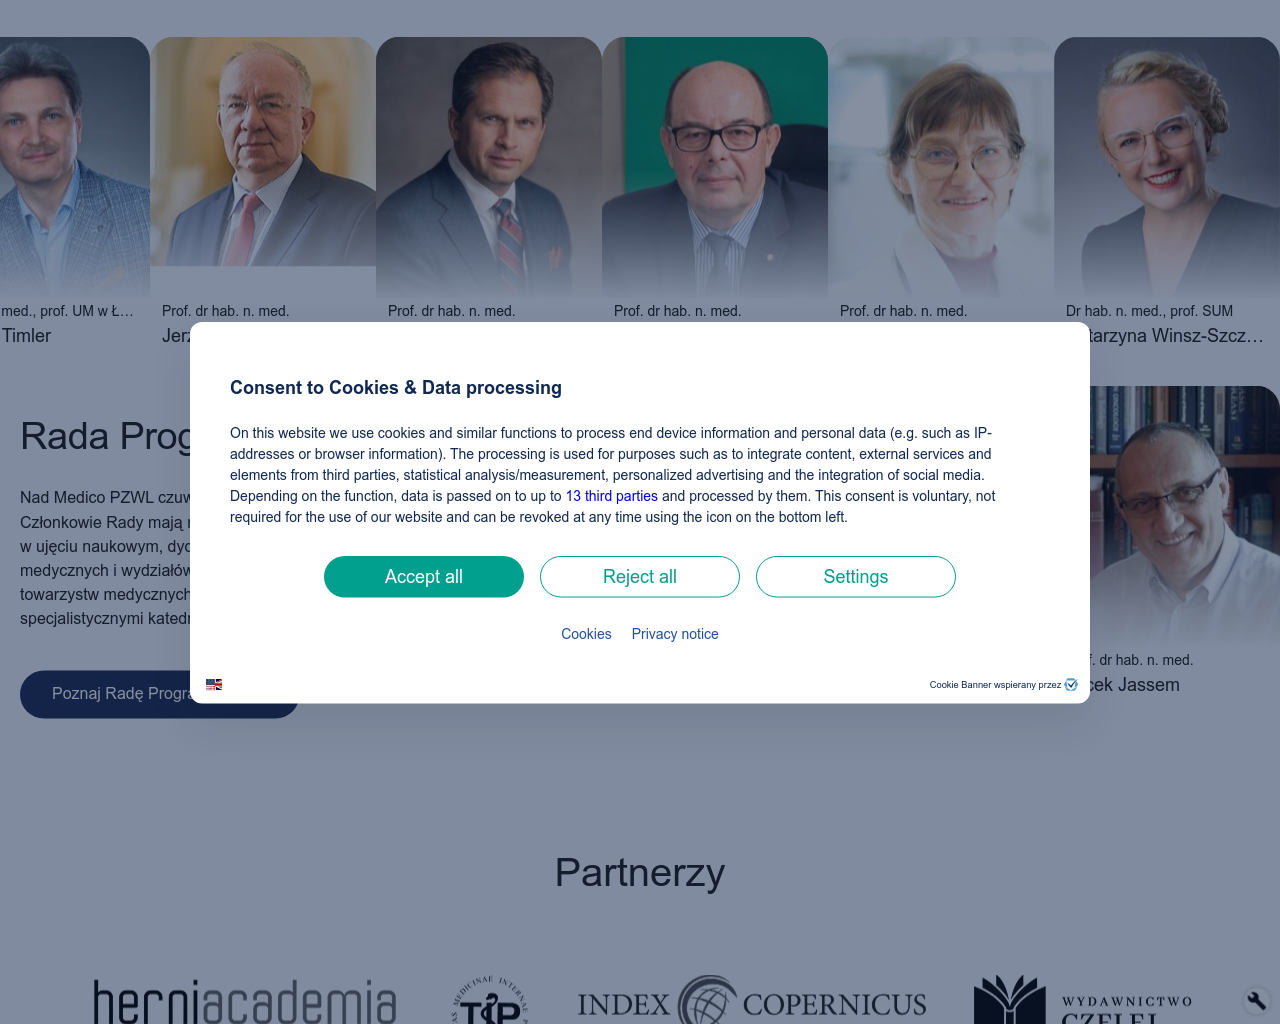 med., prof. UM w Ł...
Timler
Prof. dr hab. n. med.
Prof. dr hab. n. med.
Prof. dr hab. n. med.
Prof. dr hab. n. med.
Dr hab. n. med., prof. SUM
Winsz-Szcz...
Consent to Cookies & Data processing
On this website we use cookies and similar functions to process end device information and personal data (e.g. such as IP-
addresses or browser information). The processing is used for purposes such as to integrate content, external services and
elements from third parties, statistical analysis/measurement, personalized advertising and the integration of social media.
Depending on the function, data is passed on to up to 13 third parties and processed by them. This consent is voluntary, not
required for the use of our website and can be revoked at any time using the icon on the bottom left.
Accept all
Reject all
Settings
Cookies Privacy notice
Cookie Banner wspierany przez
Rada
Nad Medico PZWL
Członkowie Rady mają
w ujęciu naukowym,
medycznych i wydziałów
towarzystw medycznych
specjalistycznymi
Poznaj Radę
dr hab. n. med.
Jassem
Partnerzy
herniacademia
MEDICINAE
TIP
INDEX COPERNICUS
WYDAWNICTWO
CZELEJ